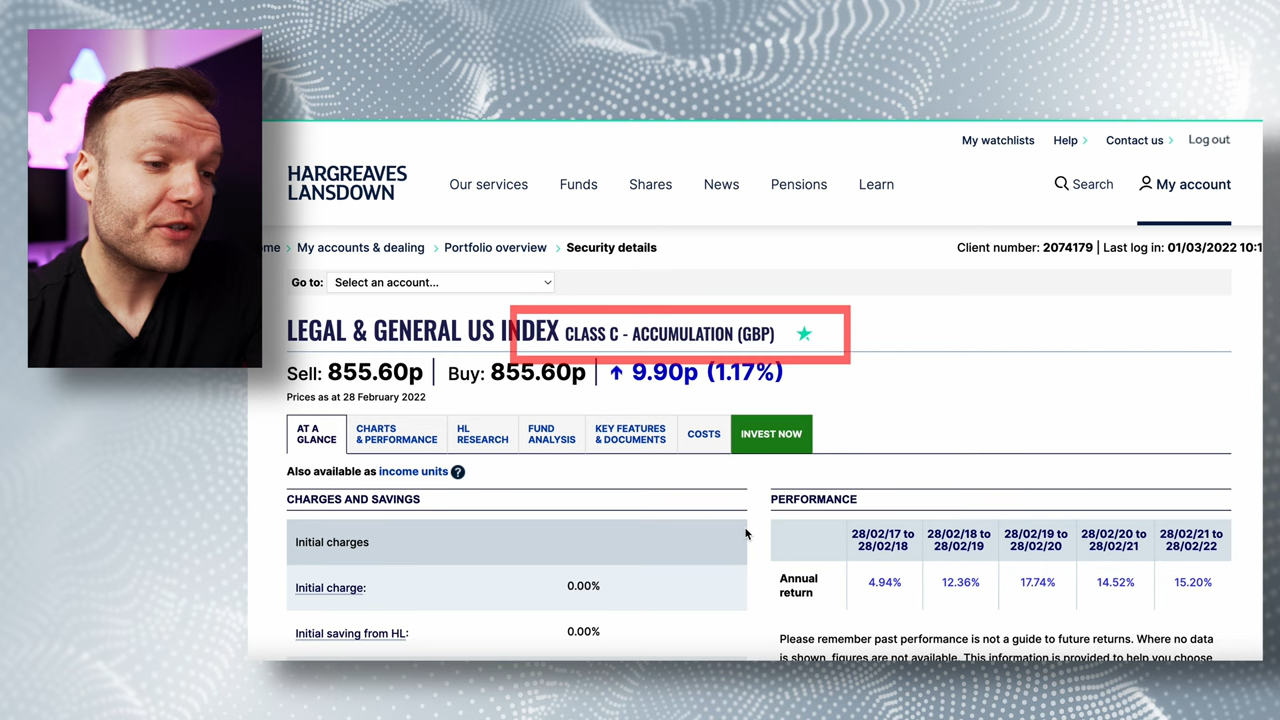 My watchlists Help Contact us Log out
HARGREAVES
LANSDOWN
Our services Funds Shares News Pensions Learn Search My account
ome My accounts & dealing Portfolio overview Security details Client number: 2074179 | Last log in: 01/03/2022 10:1
Go to: Select an account...
LEGAL & GENERAL US INDEX CLASS C - ACCUMULATION (GBP)
Sell: 855.60p | Buy: 855.60p | ↑ 9.90p (1.17%)
Prices as at 28 February 2022
AT A
GLANCE
CHARTS
& PERFORMANCE
HL
RESEARCH
FUND
ANALYSIS
KEY FEATURES
& DOCUMENTS
COSTS
INVEST NOW
Also available as income units ?
CHARGES AND SAVINGS
Initial charges
Initial charge: 0.00%
Initial saving from HL: 0.00%
PERFORMANCE
28/02/17 to
28/02/18
28/02/18 to
28/02/19
28/02/19 to
28/02/20
28/02/20 to
28/02/21
28/02/21 to
28/02/22
Annual
return
4.94% 12.36% 17.74% 14.52% 15.20%
Please remember past performance is not a guide to future returns. Where no data
is shown, figures are not available. This information is provided to help you choose